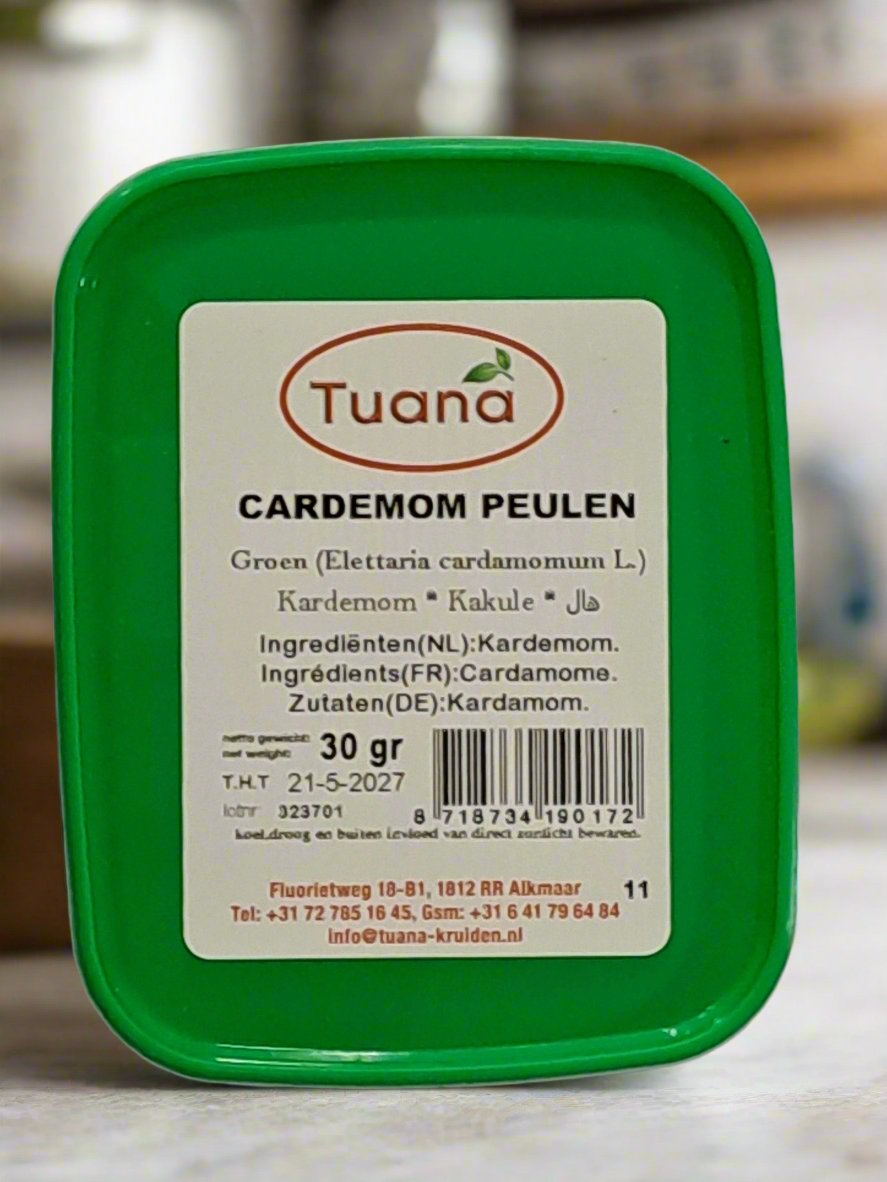 Tuana
CARDEMOM PEULEN
Groen (Elettaria cardamomum L.)
Kardemom * Kakule * هال
Ingrediënten(NL):Kardemom.
Ingrédients(FR):Cardamome.
Zutaten(DE):Kardamom.
netto gewicht:
net weight: 30 gr
T.H.T 21-5-2027
lotnr 323701
8 718734 190172
koel,droog en buiten invloed van direct zonlicht bewaren.
Fluorietweg 18-B1, 1812 RR Alkmaar 11
Tel: +31 72 785 16 45, Gsm: +31 6 41 79 64 84
info@tuana-kruiden.nl